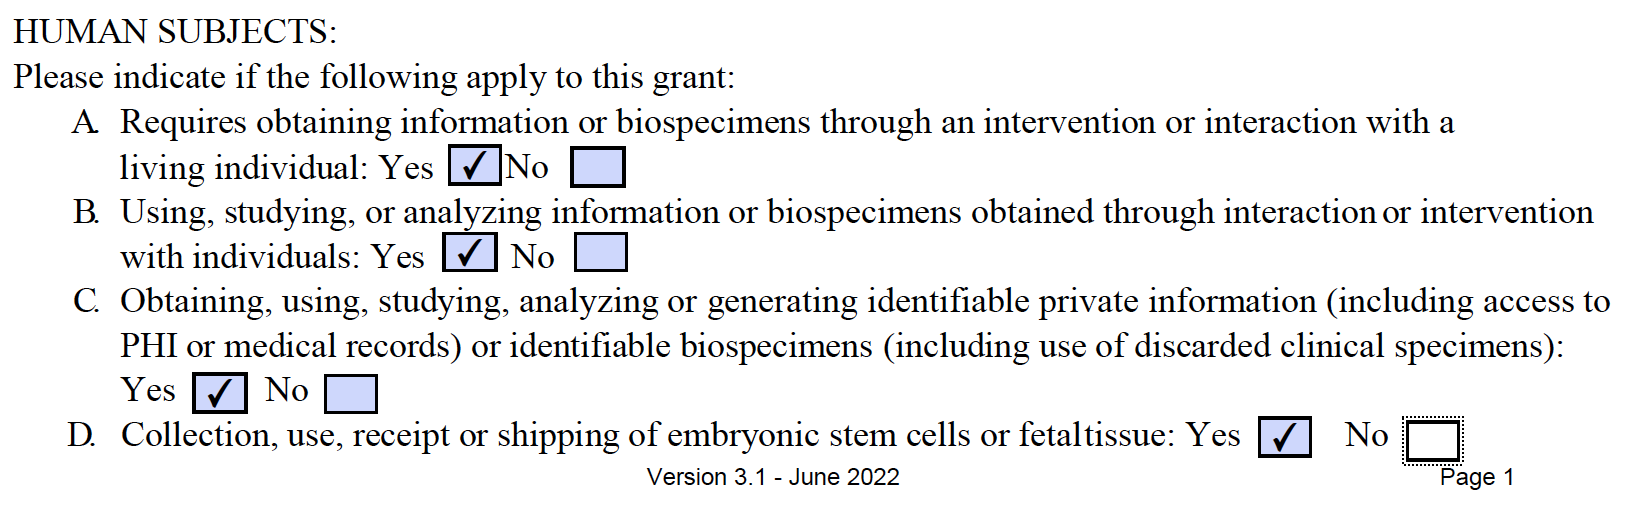 HUMAN SUBJECTS:
Please indicate if the following apply to this grant:
A. Requires obtaining information or biospecimens through an intervention or interaction with a
living individual: Yes ✓ No
B. Using, studying, or analyzing information or biospecimens obtained through interaction or intervention
with individuals: Yes ✓ No
C. Obtaining, using, studying, analyzing or generating identifiable private information (including access to
PHI or medical records) or identifiable biospecimens (including use of discarded clinical specimens):
Yes ✓ No
D. Collection, use, receipt or shipping of embryonic stem cells or fetal tissue: Yes ✓ No
Version 3.1 - June 2022 Page 1